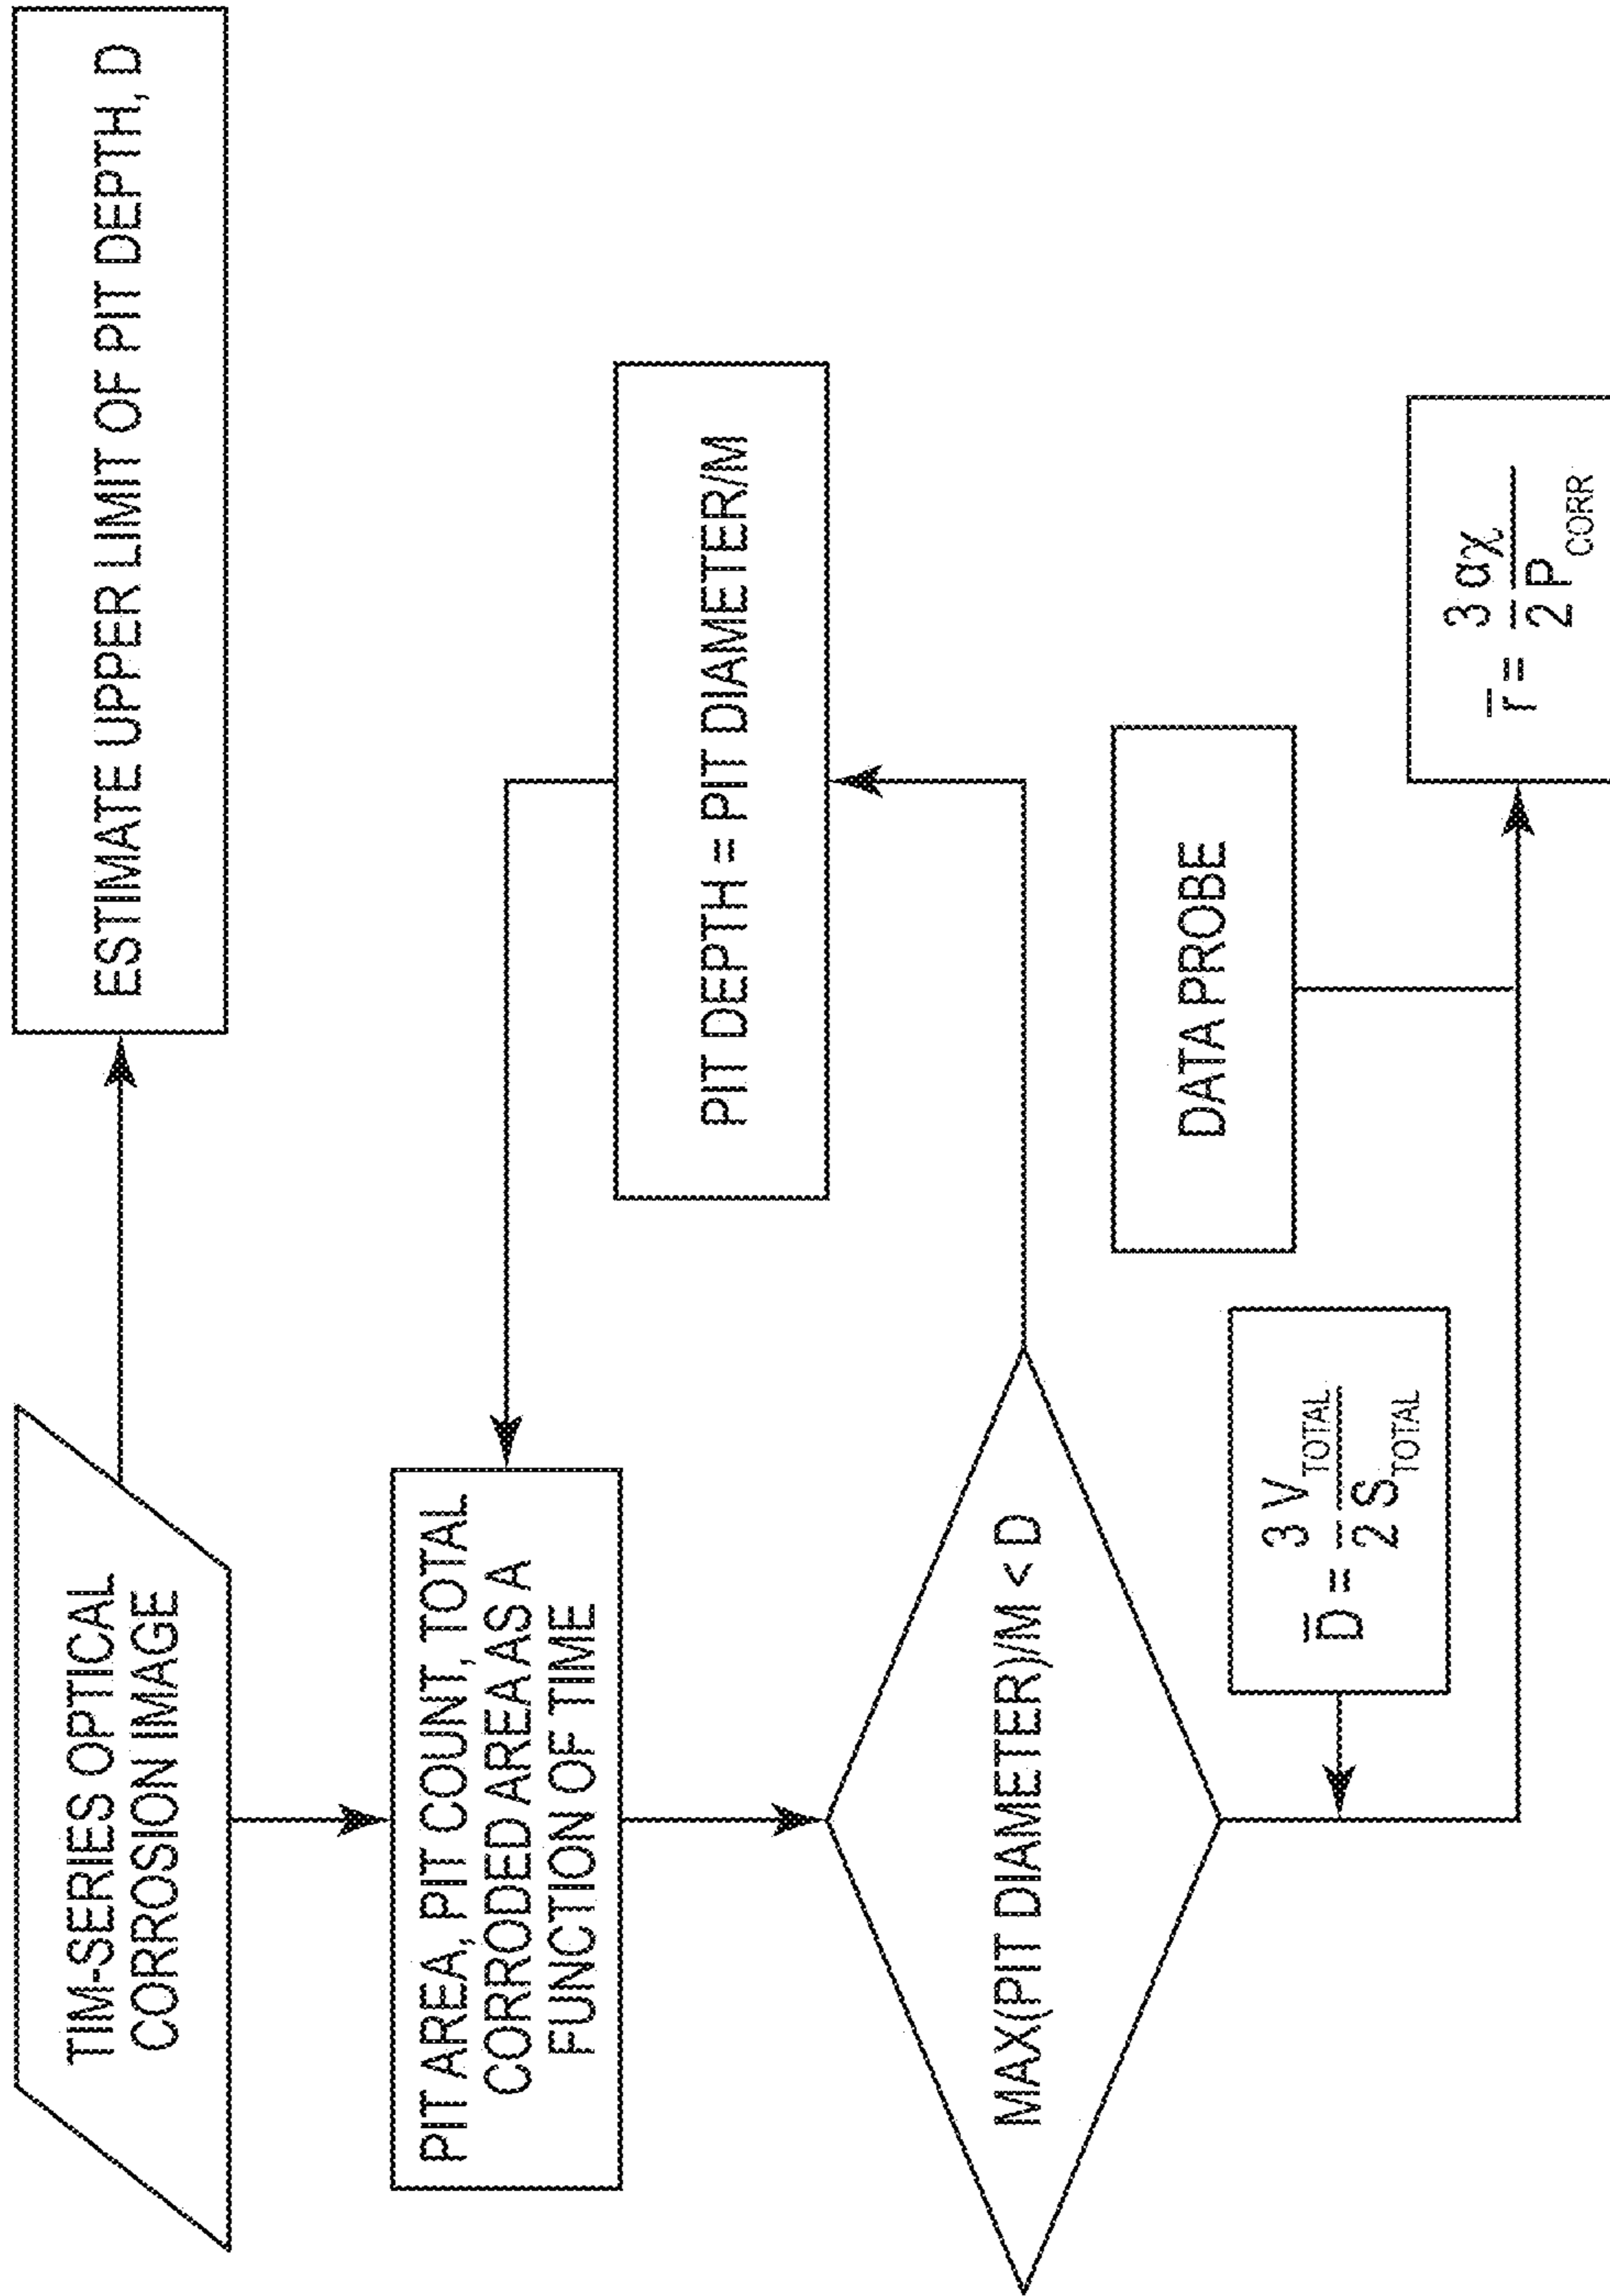 TIM-SERIES OPTICAL
CORROSION IMAGE
ESTIMATE UPPER LIMIT OF PIT DEPTH, D
PIT AREA, PIT COUNT, TOTAL
CORRODED AREA AS A
FUNCTION OF TIME
PIT DEPTH = PIT DIAMETER/M
MAX(PIT DIAMETER)/M < D
DATA PROBE
D̅ = 3 V_TOTAL / 2 S_TOTAL
r̅ = 3 αχ / 2 P_CORR